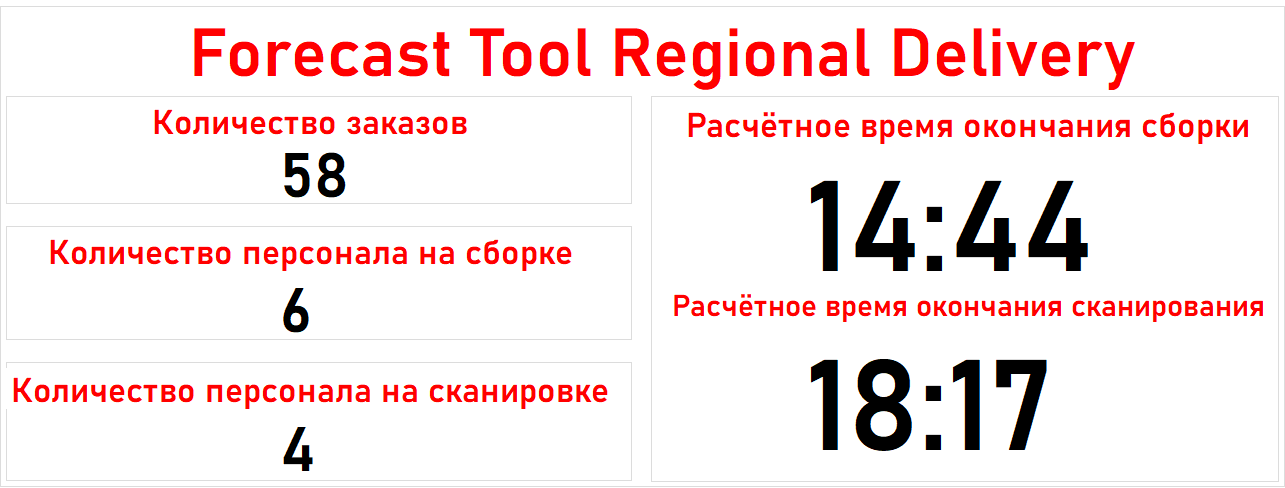 Forecast Tool Regional Delivery
Количество заказов
58
Количество персонала на сборке
6
Количество персонала на сканировке
4
Расчётное время окончания сборки
14:44
Расчётное время окончания сканирования
18:17